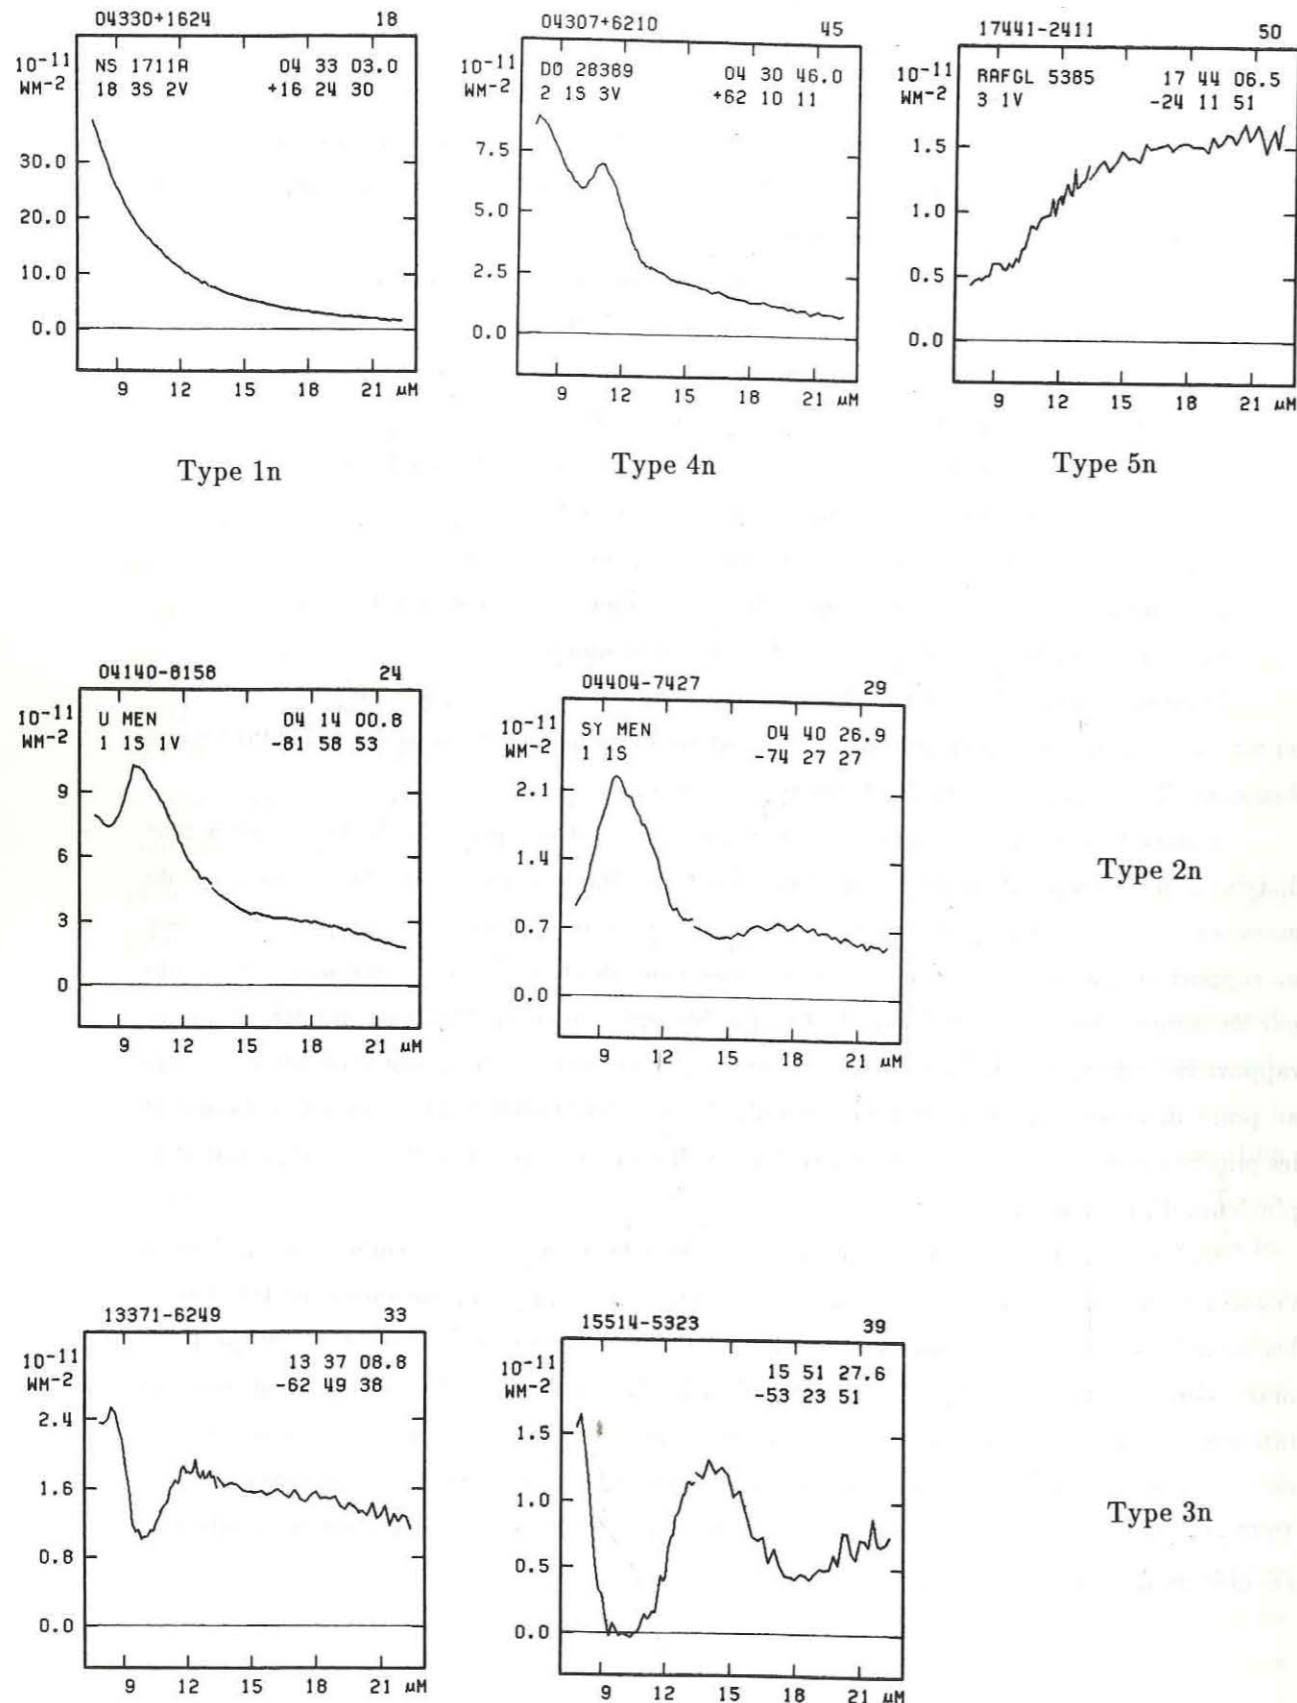 04330+1624 18
10-11
WM-2
NS 1711A 04 33 03.0
18 3S 2V +16 24 30
30.0
20.0
10.0
0.0
9 12 15 18 21 µM
Type 1n
04307+6210 45
10-11
WM-2
DO 28389 04 30 46.0
2 1S 3V +62 10 11
7.5
5.0
2.5
0.0
9 12 15 18 21 µM
Type 4n
17441-2411 50
10-11
WM-2
RAFGL 5385 17 44 06.5
3 1V -24 11 51
1.5
1.0
0.5
0.0
9 12 15 18 21 µM
Type 5n
04140-8158 24
10-11
WM-2
U MEN 04 14 00.8
1 1S 1V -81 58 53
9
6
3
0
9 12 15 18 21 µM
04404-7427 29
10-11
WM-2
SY MEN 04 40 26.9
1 1S -74 27 27
2.1
1.4
0.7
0.0
9 12 15 18 21 µM
Type 2n
13371-6249 33
10-11
WM-2
13 37 08.8
-62 49 38
2.4
1.6
0.8
0.0
9 12 15 18 21 µM
15514-5323 39
10-11
WM-2
15 51 27.6
-53 23 51
1.5
1.0
0.5
0.0
9 12 15 18 21 µM
Type 3n